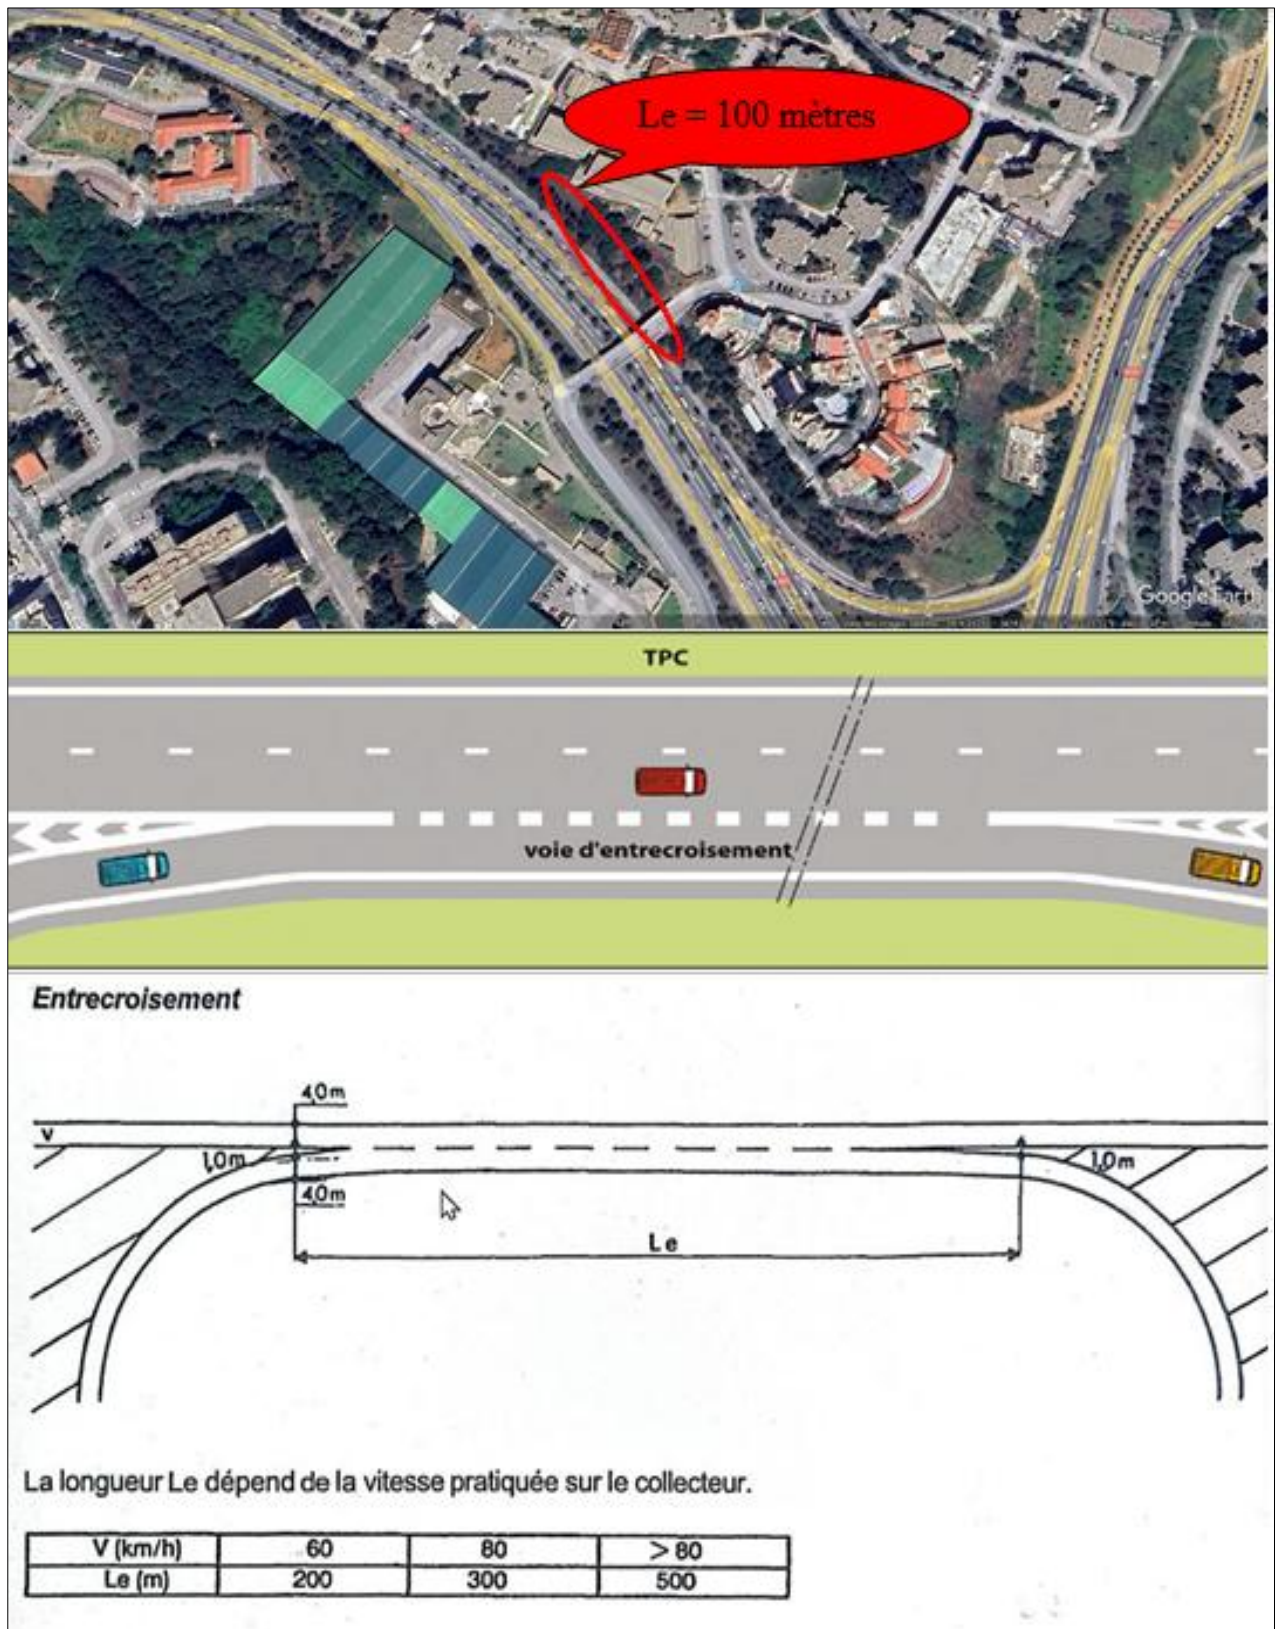 Le = 100 mètres
Google Earth
TPC
voie d'entrecroisement
Entrecroisement
4,0m
v
1,0m
1,0m
4,0m
Le
La longueur Le dépend de la vitesse pratiquée sur le collecteur.
V (km/h) 60 80 > 80
Le (m) 200 300 500